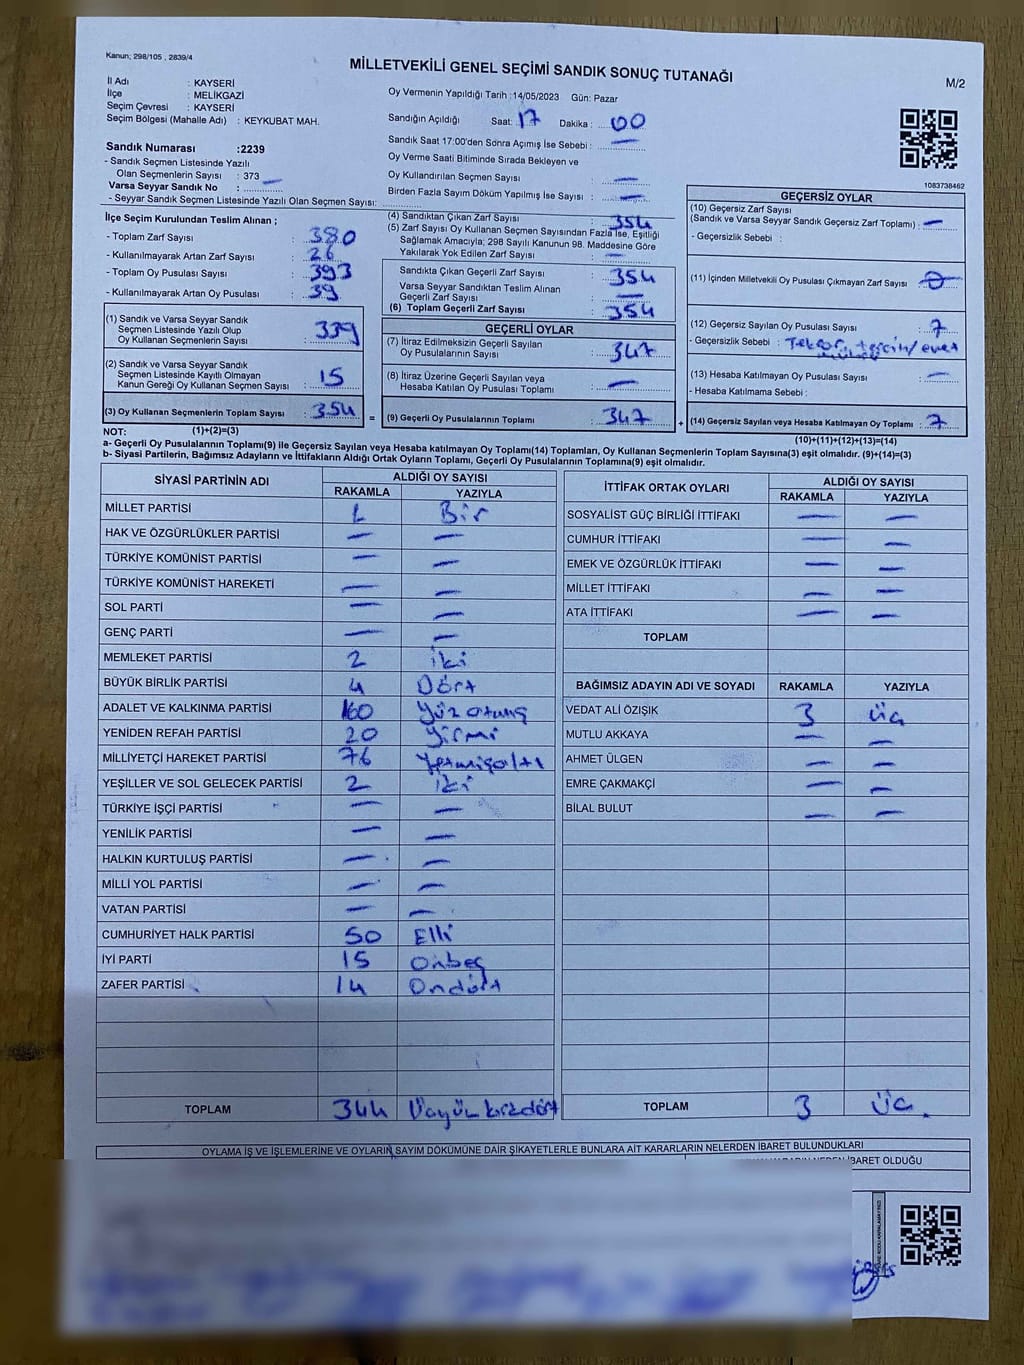 Kanun; 298/105 , 2839/4
MİLLETVEKİLİ GENEL SEÇİMİ SANDIK SONUÇ TUTANAĞI
M/2
İl Adı : KAYSERİ
İlçe : MELİKGAZİ
Seçim Çevresi : KAYSERİ
Seçim Bölgesi (Mahalle Adı) : KEYKUBAT MAH.
Sandık Numarası :2239
- Sandık Seçmen Listesinde Yazılı
Olan Seçmenlerin Sayısı : 373
Varsa Seyyar Sandık No : —
- Seyyar Sandık Seçmen Listesinde Yazılı Olan Seçmen Sayısı:
Oy Vermenin Yapıldığı Tarih :14/05/2023 Gün: Pazar
Sandığın Açıldığı Saat: 17 Dakika : 00
Sandık Saat 17:00'den Sonra Açımış İse Sebebi : —
Oy Verme Saati Bitiminde Sırada Bekleyen ve
Oy Kullandırılan Seçmen Sayısı : —
Birden Fazla Sayım Döküm Yapılmış İse Sayısı : —
1083738462
İlçe Seçim Kurulundan Teslim Alınan ;
- Toplam Zarf Sayısı : 380
- Kullanılmayarak Artan Zarf Sayısı : 26
- Toplam Oy Pusulası Sayısı : 393
- Kullanılmayarak Artan Oy Pusulası : 39
(1) Sandık ve Varsa Seyyar Sandık
Seçmen Listesinde Yazılı Olup
Oy Kullanan Seçmenlerin Sayısı : 339
(2) Sandık ve Varsa Seyyar Sandık
Seçmen Listesinde Kayıtlı Olmayan
Kanun Gereği Oy Kullanan Seçmen Sayısı : 15
(3) Oy Kullanan Seçmenlerin Toplam Sayısı : 354 =
(4) Sandıktan Çıkan Zarf Sayısı : 354
(5) Zarf Sayısı Oy Kullanan Seçmen Sayısından Fazla İse, Eşitliği
Sağlamak Amacıyla; 298 Sayılı Kanunun 98. Maddesine Göre
Yakılarak Yok Edilen Zarf Sayısı : —
Sandıkta Çıkan Geçerli Zarf Sayısı : 354
Varsa Seyyar Sandıktan Teslim Alınan
Geçerli Zarf Sayısı : —
(6) Toplam Geçerli Zarf Sayısı : 354
GEÇERLİ OYLAR
(7) İtiraz Edilmeksizin Geçerli Sayılan
Oy Pusulalarının Sayısı : 347
(8) İtiraz Üzerine Geçerli Sayılan veya
Hesaba Katılan Oy Pusulası Toplamı : —
(9) Geçerli Oy Pusulalarının Toplamı : 347 +
GEÇERSİZ OYLAR
(10) Geçersiz Zarf Sayısı
(Sandık ve Varsa Seyyar Sandık Geçersiz Zarf Toplamı) : —
- Geçersizlik Sebebi :
(11) İçinden Milletvekili Oy Pusulası Çıkmayan Zarf Sayısı : 0
(12) Geçersiz Sayılan Oy Pusulası Sayısı : 7
- Geçersizlik Sebebi :
(13) Hesaba Katılmayan Oy Pusulası Sayısı : —
- Hesaba Katılmama Sebebi :
(14) Geçersiz Sayılan veya Hesaba Katılmayan Oy Toplamı : 7
NOT: (1)+(2)=(3)
(10)+(11)+(12)+(13)=(14)
a- Geçerli Oy Pusulalarının Toplamı(9) ile Geçersiz Sayılan veya Hesaba katılmayan Oy Toplamı(14) Toplamları, Oy Kullanan Seçmenlerin Toplam Sayısına(3) eşit olmalıdır. (9)+(14)=(3)
b- Siyasi Partilerin, Bağımsız Adayların ve İttifakların Aldığı Ortak Oyların Toplamı, Geçerli Oy Pusulalarının Toplamına(9) eşit olmalıdır.
SİYASİ PARTİNİN ADI ALDIĞI OY SAYISI
RAKAMLA YAZIYLA
MİLLET PARTİSİ 1 Bir
HAK VE ÖZGÜRLÜKLER PARTİSİ — —
TÜRKİYE KOMÜNİST PARTİSİ — —
TÜRKİYE KOMÜNİST HAREKETİ — —
SOL PARTİ — —
GENÇ PARTİ — —
MEMLEKET PARTİSİ 2 iki
BÜYÜK BİRLİK PARTİSİ 4 Dört
ADALET VE KALKINMA PARTİSİ 160 Yüz atmış
YENİDEN REFAH PARTİSİ 20 Yirmi
MİLLİYETÇİ HAREKET PARTİSİ 76 Yetmişaltı
YEŞİLLER VE SOL GELECEK PARTİSİ 2 iki
TÜRKİYE İŞÇİ PARTİSİ — —
YENİLİK PARTİSİ — —
HALKIN KURTULUŞ PARTİSİ — —
MİLLİ YOL PARTİSİ — —
VATAN PARTİSİ — —
CUMHURİYET HALK PARTİSİ 50 Elli
İYİ PARTİ 15 Onbeş
ZAFER PARTİSİ 14 Ondört
TOPLAM 344 Üçyüz kırkdört
İTTİFAK ORTAK OYLARI ALDIĞI OY SAYISI
RAKAMLA YAZIYLA
SOSYALİST GÜÇ BİRLİĞİ İTTİFAKI — —
CUMHUR İTTİFAKI — —
EMEK VE ÖZGÜRLÜK İTTİFAKI — —
MİLLET İTTİFAKI — —
ATA İTTİFAKI — —
TOPLAM
BAĞIMSIZ ADAYIN ADI VE SOYADI RAKAMLA YAZIYLA
VEDAT ALİ ÖZIŞIK 3 üç
MUTLU AKKAYA — —
AHMET ÜLGEN — —
EMRE ÇAKMAKÇİ — —
BİLAL BULUT — —
TOPLAM 3 üç.
OYLAMA İŞ VE İŞLEMLERİNE VE OYLARIN SAYIM DÖKÜMÜNE DAİR ŞİKAYETLERLE BUNLARA AİT KARARLARIN NELERDEN İBARET BULUNDUKLARI
İBARET OLDUĞU